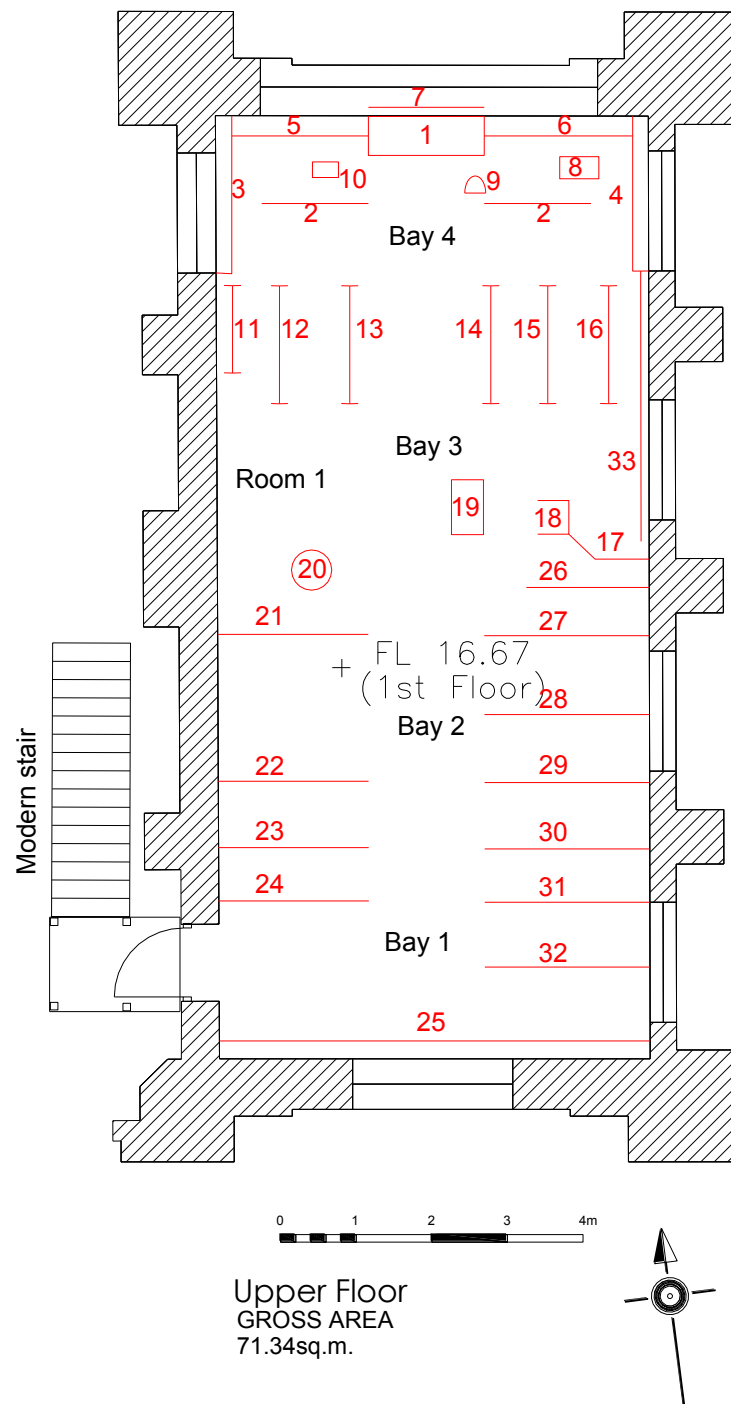 7
5
1
6
3
10
9
8
4
2
2
Bay 4
11
12
13
14
15
16
Bay 3
33
Room 1
19
18
17
20
26
21
27
+ FL 16.67
(1st Floor)
28
Bay 2
22
29
Modern stair
23
30
24
31
Bay 1
32
25
0 1 2 3 4m
Upper Floor
GROSS AREA
71.34sq.m.